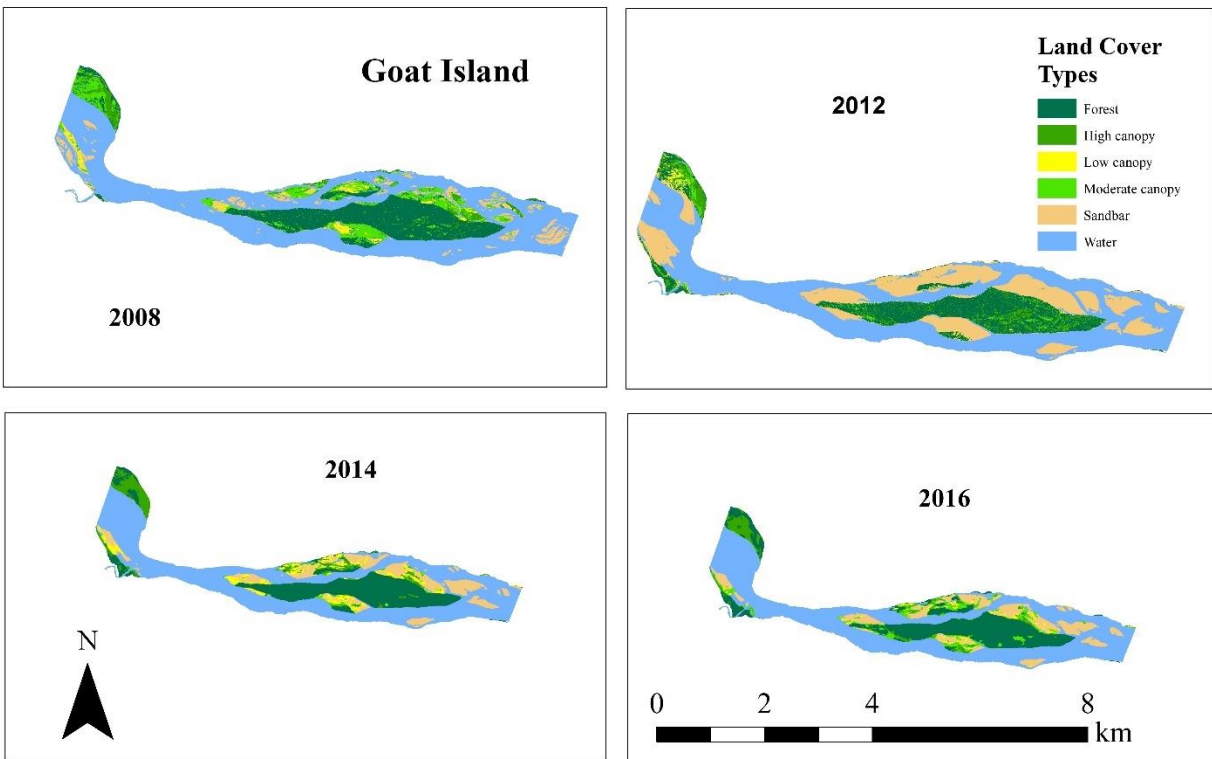 Goat Island
2008
2012
Land Cover
Types
Forest
High canopy
Low canopy
Moderate canopy
Sandbar
Water
2014
N
2016
0 2 4 8
km